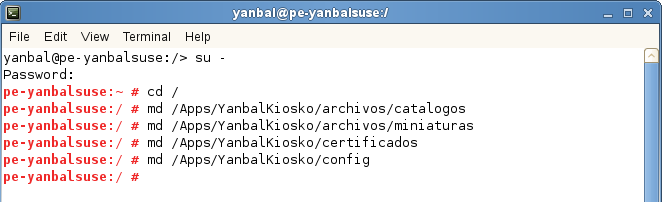 yanbal@pe-yanbalsuse:/
File Edit View Terminal Help
yanbal@pe-yanbalsuse:/> su -
Password:
pe-yanbalsuse:~ # cd /
pe-yanbalsuse:/ # md /Apps/YanbalKiosko/archivos/catalogos
pe-yanbalsuse:/ # md /Apps/YanbalKiosko/archivos/miniaturas
pe-yanbalsuse:/ # md /Apps/YanbalKiosko/certificados
pe-yanbalsuse:/ # md /Apps/YanbalKiosko/config
pe-yanbalsuse:/ #